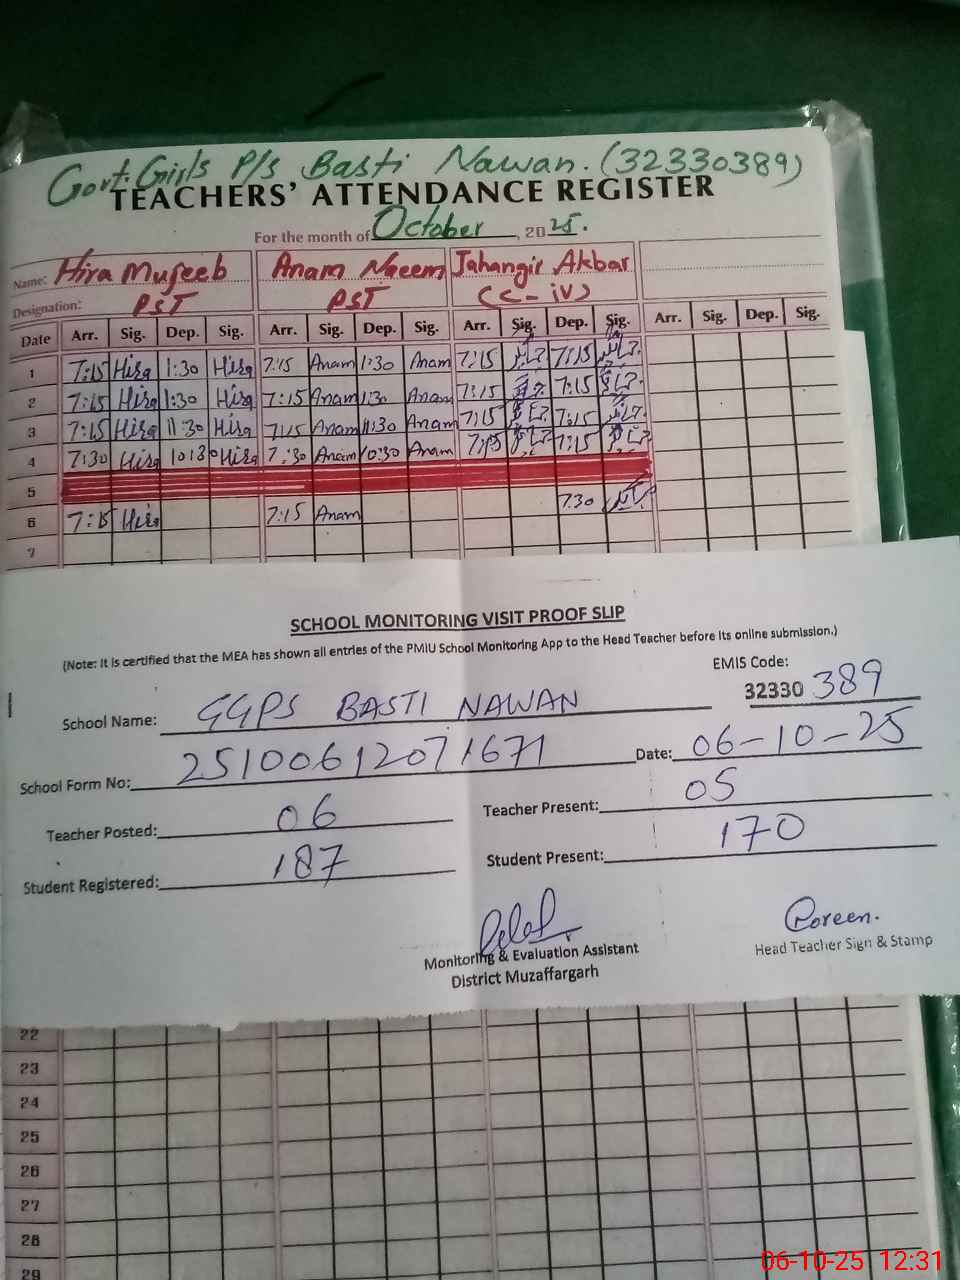 Govt. Girls P/s Basti Nawan. (32330389)
TEACHERS' ATTENDANCE REGISTER
For the month of October, 2025.
Name: Hira Mujeeb Anam Naeem Jahangir Akbar
Designation: PST PST (C-iv)
Date Arr. Sig. Dep. Sig. Arr. Sig. Dep. Sig. Arr. Sig. Dep. Sig. Arr. Sig. Dep. Sig.
1 7:15 Hira 1:30 Hira 7:15 Anam 1:30 Anam 7:15 7:15
2 7:15 Hira 1:30 Hira 7:15 Anam 1:30 Anam 7:15 7:15
3 7:15 Hira 11:30 Hira 7:15 Anam 11:30 Anam 7:15 7:15
4 7:30 Hira 10:30 Hira 7:30 Anam 10:30 Anam 7:15 7:15
5
6 7:15 Hira 7:15 Anam 7:30
7
SCHOOL MONITORING VISIT PROOF SLIP
(Note: It is certified that the MEA has shown all entries of the PMIU School Monitoring App to the Head Teacher before its online submission.)
EMIS Code:
School Name: GGPS BASTI NAWAN 32330 389
School Form No: 25100612071671 Date: 06-10-25
Teacher Posted: 06 Teacher Present: 05
Student Registered: 187 Student Present: 170
Poreen.
Monitoring & Evaluation Assistant Head Teacher Sign & Stamp
District Muzaffargarh
22
23
24
25
26
27
28
29
06-10-25 12:31